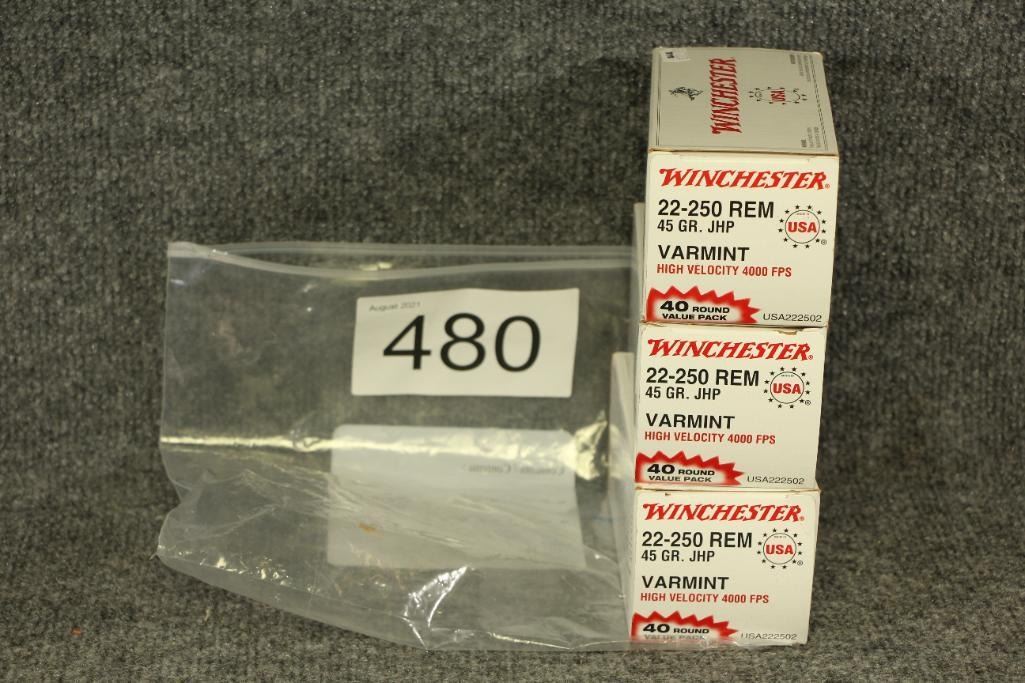 August 2021
480
WINCHESTER
USA
WINCHESTER®
22-250 REM
45 GR. JHP
USA
VARMINT
HIGH VELOCITY 4000 FPS
40 ROUND
VALUE PACK
USA222502
WINCHESTER®
22-250 REM
45 GR. JHP
USA
VARMINT
HIGH VELOCITY 4000 FPS
40 ROUND
VALUE PACK
USA222502
WINCHESTER®
22-250 REM
45 GR. JHP
USA
VARMINT
HIGH VELOCITY 4000 FPS
40 ROUND
VALUE PACK
USA222502